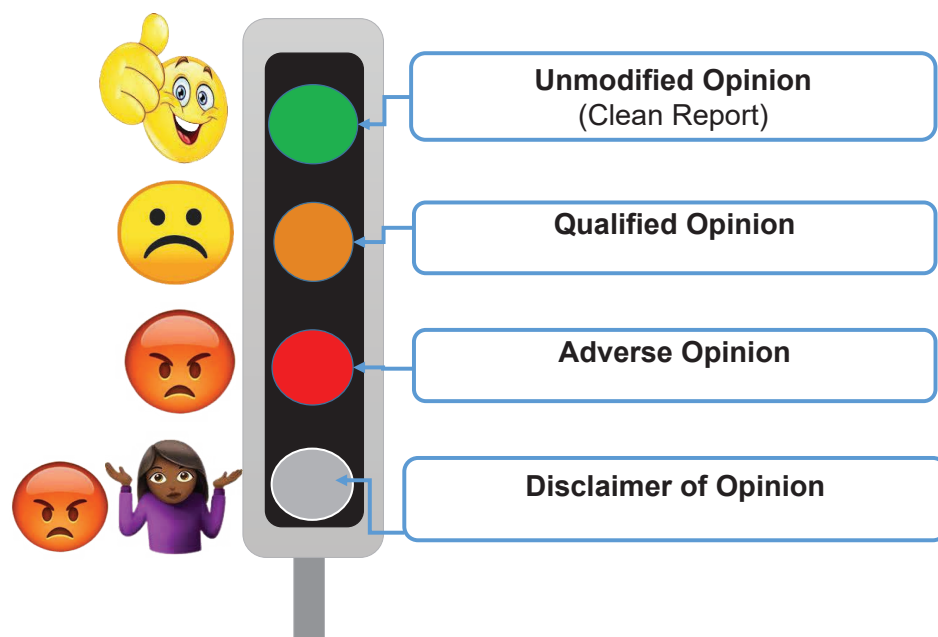 Unmodified Opinion
(Clean Report)
Qualified Opinion
Adverse Opinion
Disclaimer of Opinion